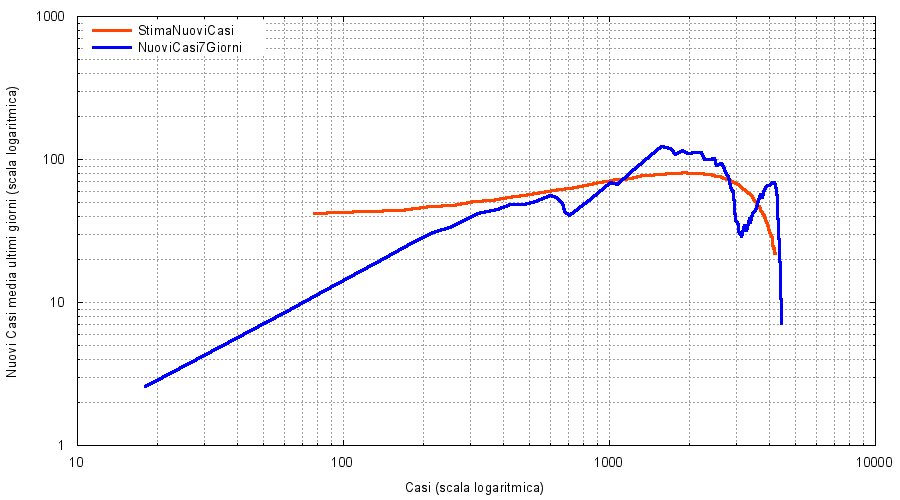 1000
StimaNuoviCasi
NuoviCasi7Giorni
100
10
1
10
100
1000
10000
Nuovi Casi media ultimi giorni (scala logaritmica)
Casi (scala logaritmica)